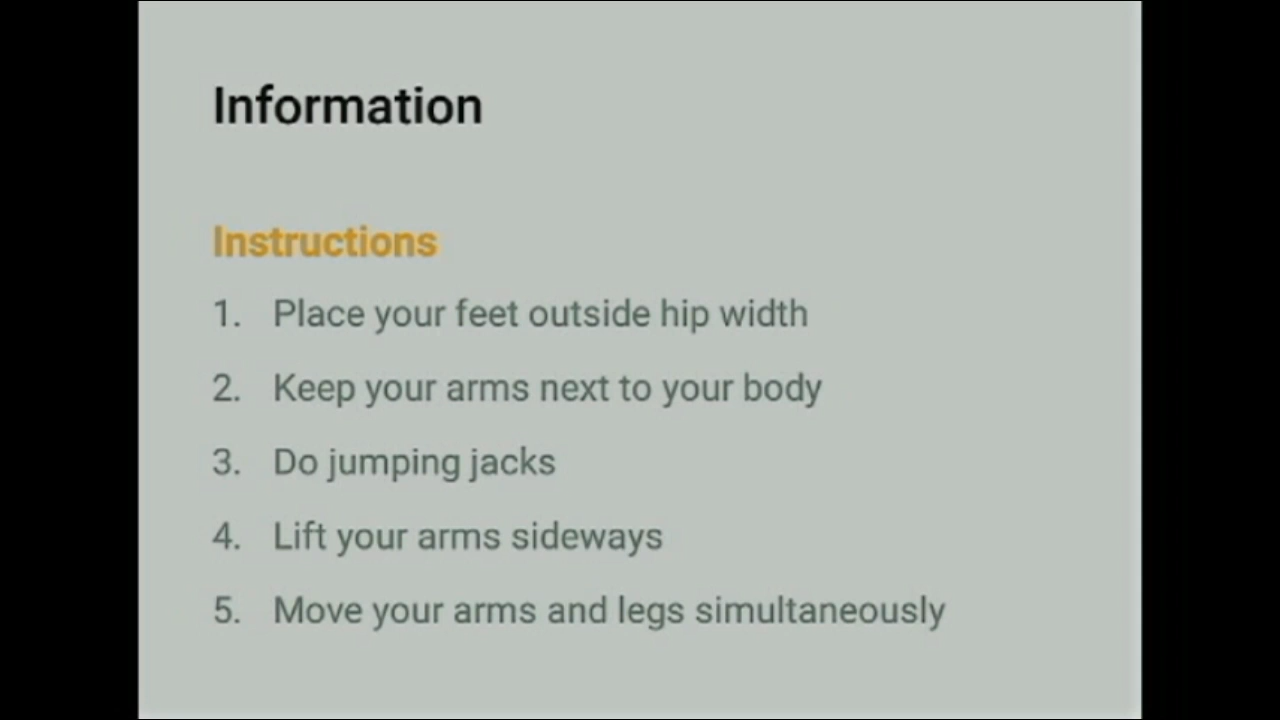 Information
Instructions
1. Place your feet outside hip width
2. Keep your arms next to your body
3. Do jumping jacks
4. Lift your arms sideways
5. Move your arms and legs simultaneously